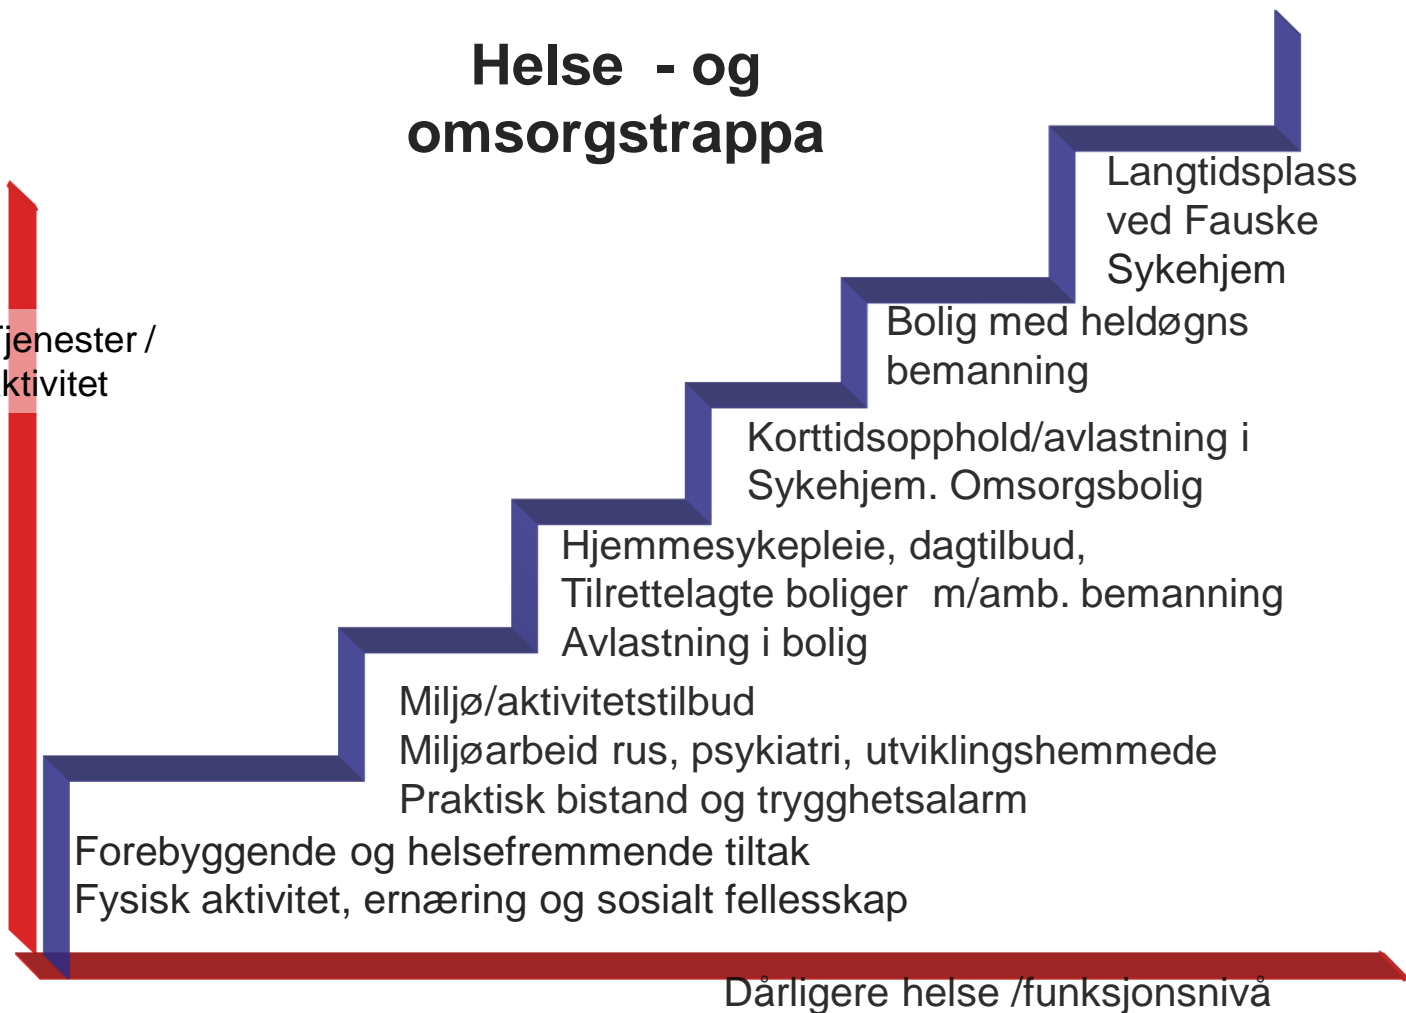 Helse - og
omsorgstrappa
Langtidsplass
ved Fauske
Sykehjem
Tjenester /
aktivitet
Bolig med heldøgns
bemanning
Korttidsopphold/avlastning i
Sykehjem. Omsorgsbolig
Hjemmesykepleie, dagtilbud,
Tilrettelagte boliger m/amb. bemanning
Avlastning i bolig
Miljø/aktivitetstilbud
Miljøarbeid rus, psykiatri, utviklingshemmede
Praktisk bistand og trygghetsalarm
Forebyggende og helsefremmende tiltak
Fysisk aktivitet, ernæring og sosialt fellesskap
Dårligere helse /funksjonsnivå